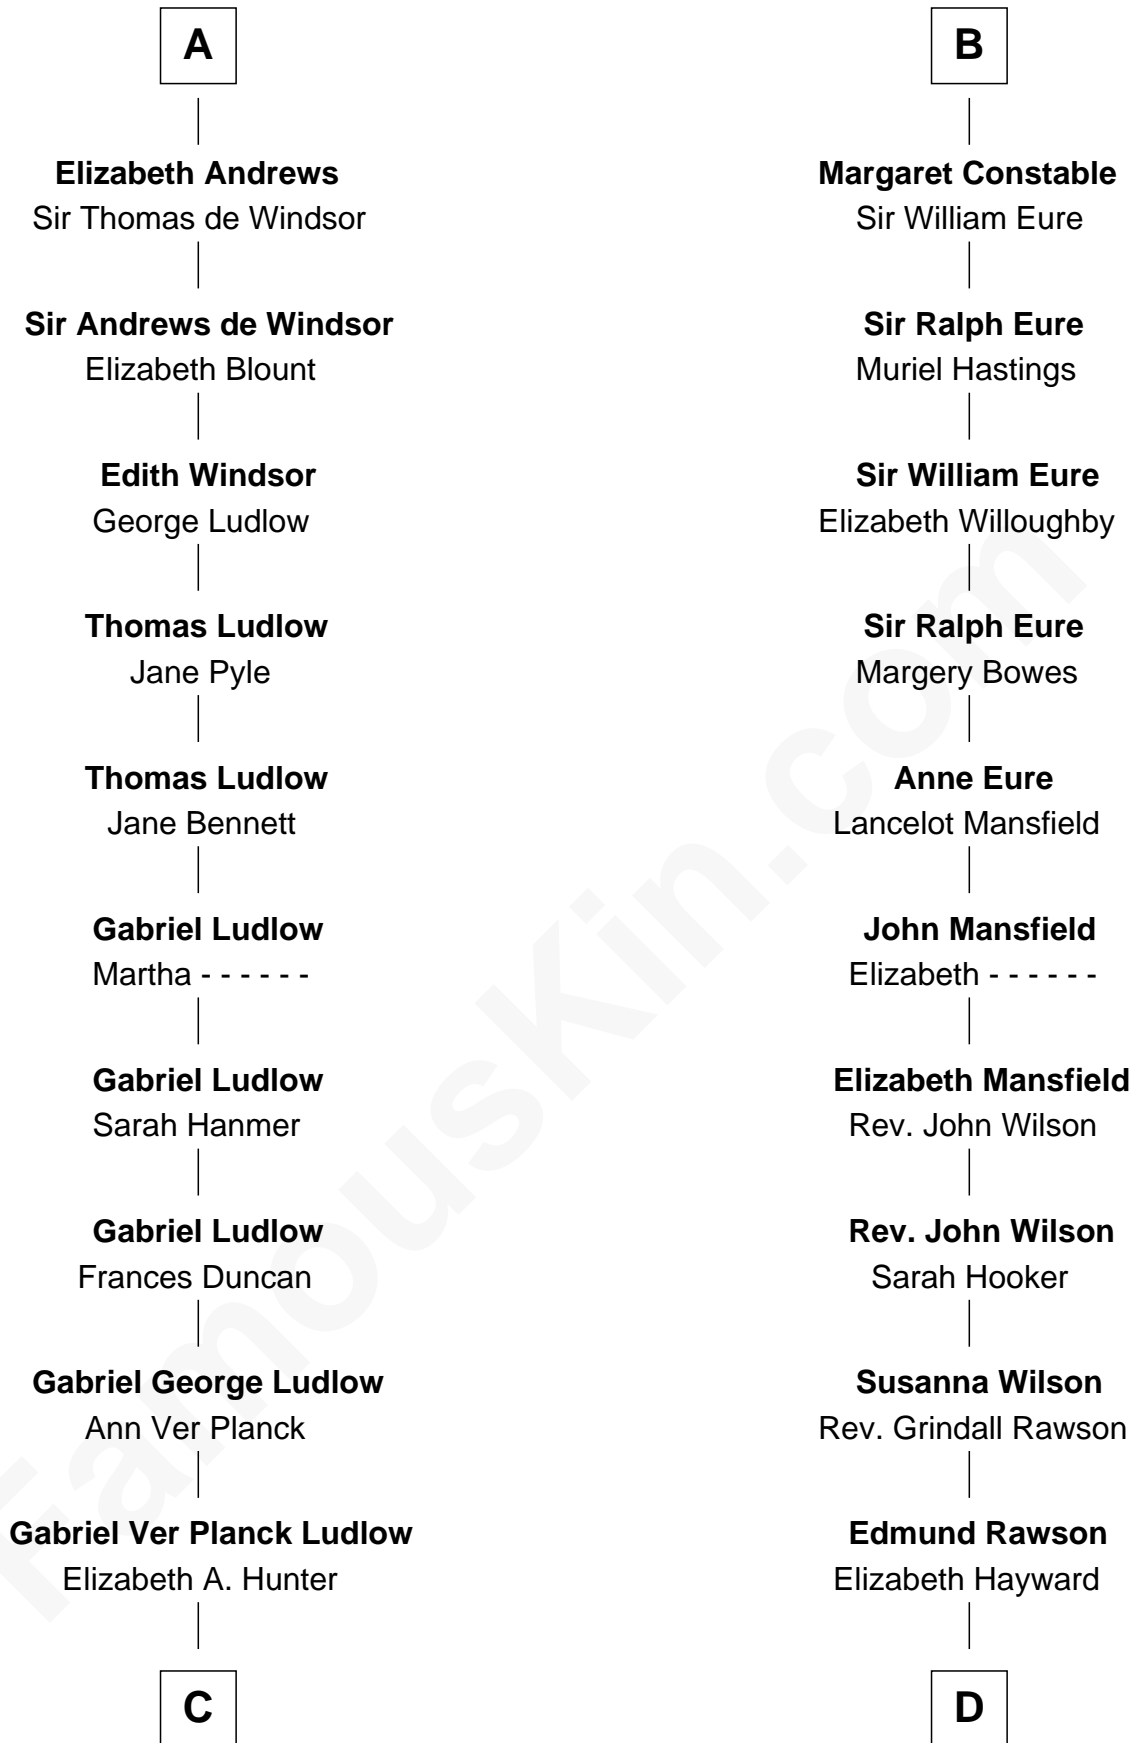 A
Elizabeth Andrews
Sir Thomas de Windsor
Sir Andrews de Windsor
Elizabeth Blount
Edith Windsor
George Ludlow
Thomas Ludlow
Jane Pyle
Thomas Ludlow
Jane Bennett
Gabriel Ludlow
Martha - - - - - -
Gabriel Ludlow
Sarah Hanmer
Gabriel Ludlow
Frances Duncan
Gabriel George Ludlow
Ann Ver Planck
Gabriel Ver Planck Ludlow
Elizabeth A. Hunter
C
B
Margaret Constable
Sir William Eure
Sir Ralph Eure
Muriel Hastings
Sir William Eure
Elizabeth Willoughby
Sir Ralph Eure
Margery Bowes
Anne Eure
Lancelot Mansfield
John Mansfield
Elizabeth - - - - - -
Elizabeth Mansfield
Rev. John Wilson
Rev. John Wilson
Sarah Hooker
Susanna Wilson
Rev. Grindall Rawson
Edmund Rawson
Elizabeth Hayward
D
FamousKin.com